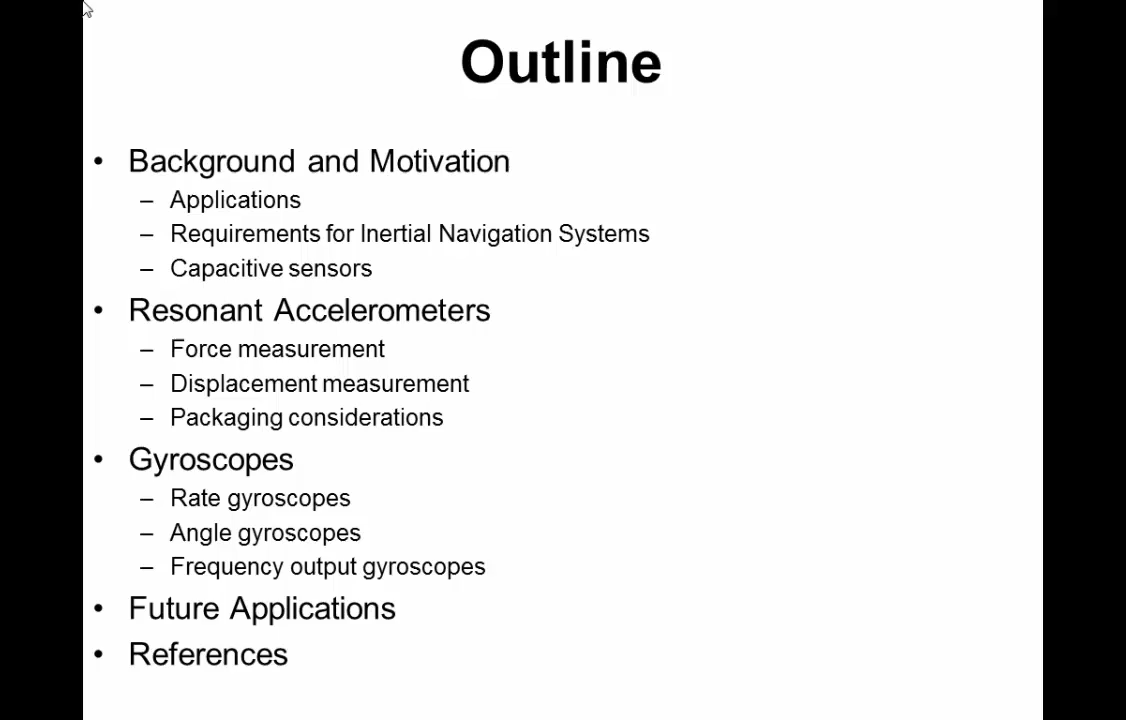 Outline
• Background and Motivation
– Applications
– Requirements for Inertial Navigation Systems
– Capacitive sensors
• Resonant Accelerometers
– Force measurement
– Displacement measurement
– Packaging considerations
• Gyroscopes
– Rate gyroscopes
– Angle gyroscopes
– Frequency output gyroscopes
• Future Applications
• References